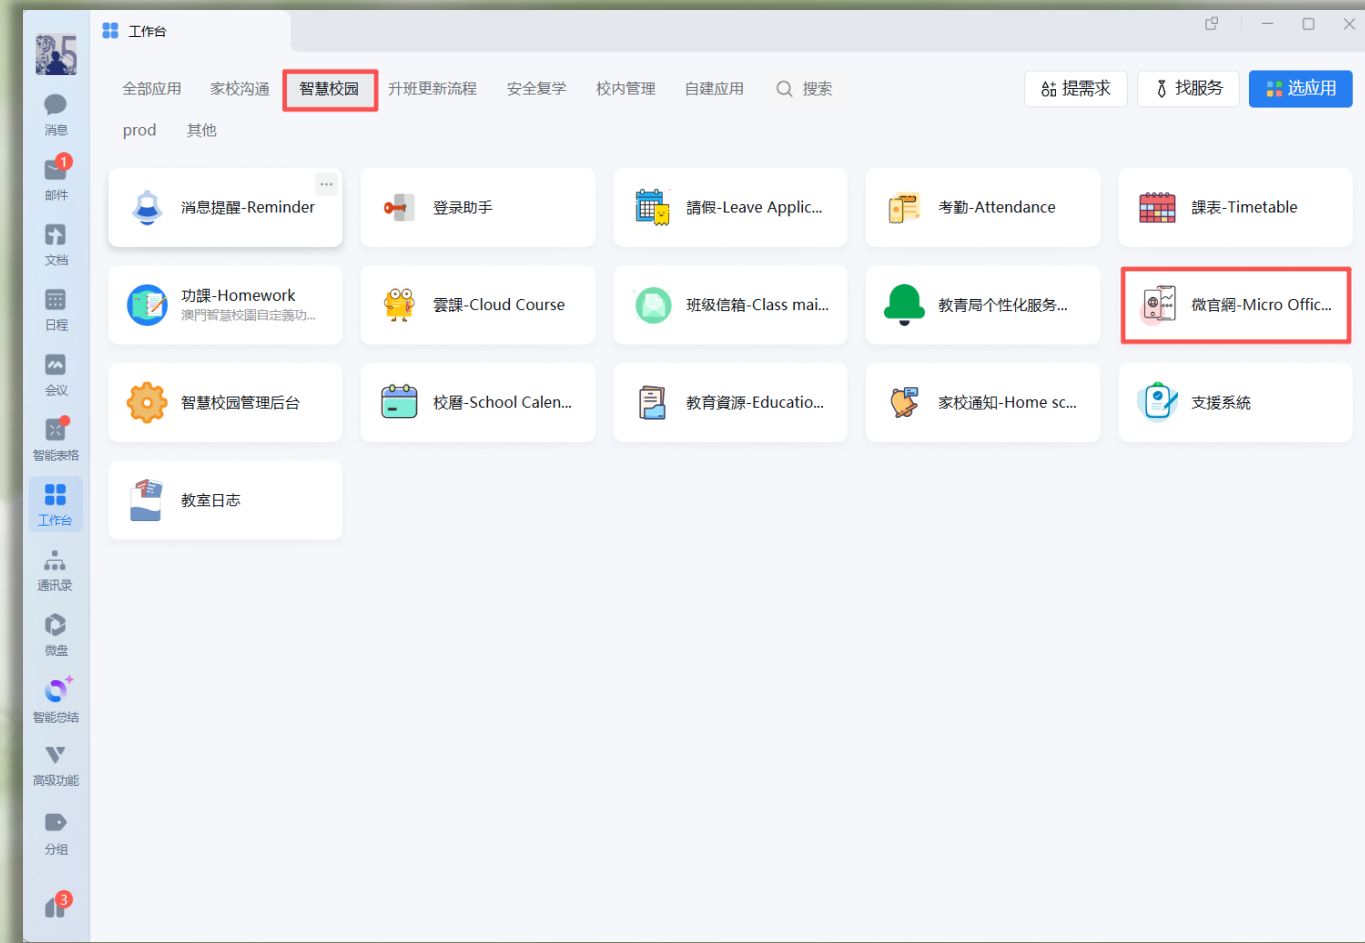 工作台
全部应用
家校沟通
智慧校园
升班更新流程
安全复学
校内管理
自建应用
搜索
提需求
找服务
选应用
prod
其他
消息
1
邮件
文档
日程
会议
智能表格
工作台
通讯录
微盘
智能总结
高级功能
分组
3
消息提醒-Reminder
登录助手
請假-Leave Applic...
考勤-Attendance
課表-Timetable
功課-Homework
澳門智慧校園自定義功...
雲課-Cloud Course
班级信箱-Class mai...
教青局个性化服务...
微官網-Micro Offic...
智慧校园管理后台
校曆-School Calen...
教育資源-Educatio...
家校通知-Home sc...
支援系統
教室日志